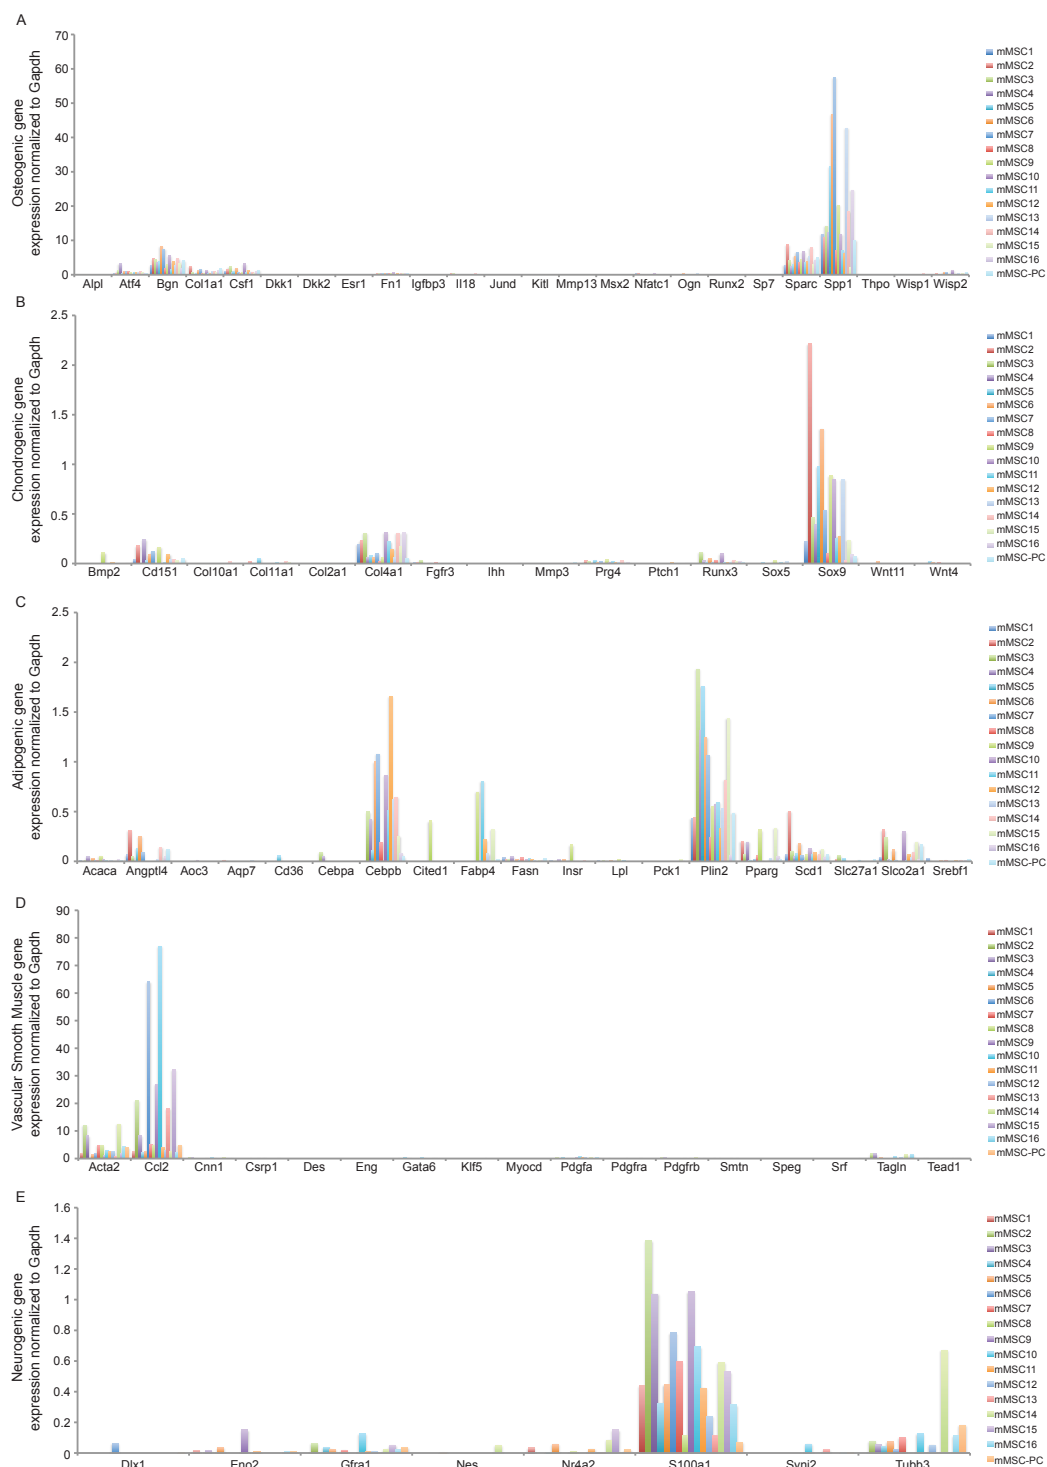 A
Osteogenic gene
expression normalized to Gapdh
70
60
50
40
30
20
10
0
Alpl Atf4 Bgn Col1a1 Csf1 Dkk1 Dkk2 Esr1 Fn1 Igfbp3 Il18 Jund Kitl Mmp13 Msx2 Nfatc1 Ogn Runx2 Sp7 Sparc Spp1 Thpo Wisp1 Wisp2
mMSC1
mMSC2
mMSC3
mMSC4
mMSC5
mMSC6
mMSC7
mMSC8
mMSC9
mMSC10
mMSC11
mMSC12
mMSC13
mMSC14
mMSC15
mMSC16
mMSC-PC
B
Chondrogenic gene
expression normalized to Gapdh
2.5
2
1.5
1
0.5
0
Bmp2 Cd151 Col10a1 Col11a1 Col2a1 Col4a1 Fgfr3 Ihh Mmp3 Prg4 Ptch1 Runx3 Sox5 Sox9 Wnt11 Wnt4
mMSC1
mMSC2
mMSC3
mMSC4
mMSC5
mMSC6
mMSC7
mMSC8
mMSC9
mMSC10
mMSC11
mMSC12
mMSC13
mMSC14
mMSC15
mMSC16
mMSC-PC
C
Adipogenic gene
expression normalized to Gapdh
2.5
2
1.5
1
0.5
0
Acaca Angptl4 Aoc3 Aqp7 Cd36 Cebpa Cebpb Cited1 Fabp4 Fasn Insr Lpl Pck1 Plin2 Pparg Scd1 Slc27a1 Slco2a1 Srebf1
mMSC1
mMSC2
mMSC3
mMSC4
mMSC5
mMSC6
mMSC7
mMSC8
mMSC9
mMSC10
mMSC11
mMSC12
mMSC13
mMSC14
mMSC15
mMSC16
mMSC-PC
D
Vascular Smooth Muscle gene
expression normalized to Gapdh
90
80
70
60
50
40
30
20
10
0
Acta2 Ccl2 Cnn1 Csrp1 Des Eng Gata6 Klf5 Myocd Pdgfa Pdgfra Pdgfrb Smtn Speg Srf Tagln Tead1
mMSC1
mMSC2
mMSC3
mMSC4
mMSC5
mMSC6
mMSC7
mMSC8
mMSC9
mMSC10
mMSC11
mMSC12
mMSC13
mMSC14
mMSC15
mMSC16
mMSC-PC
E
Neurogenic gene
expression normalized to Gapdh
1.6
1.4
1.2
1
0.8
0.6
0.4
0.2
0
Dlx1 Eno2 Gfra1 Nes Nr4a2 S100a1 Synj2 Tubb3
mMSC1
mMSC2
mMSC3
mMSC4
mMSC5
mMSC6
mMSC7
mMSC8
mMSC9
mMSC10
mMSC11
mMSC12
mMSC13
mMSC14
mMSC15
mMSC16
mMSC-PC